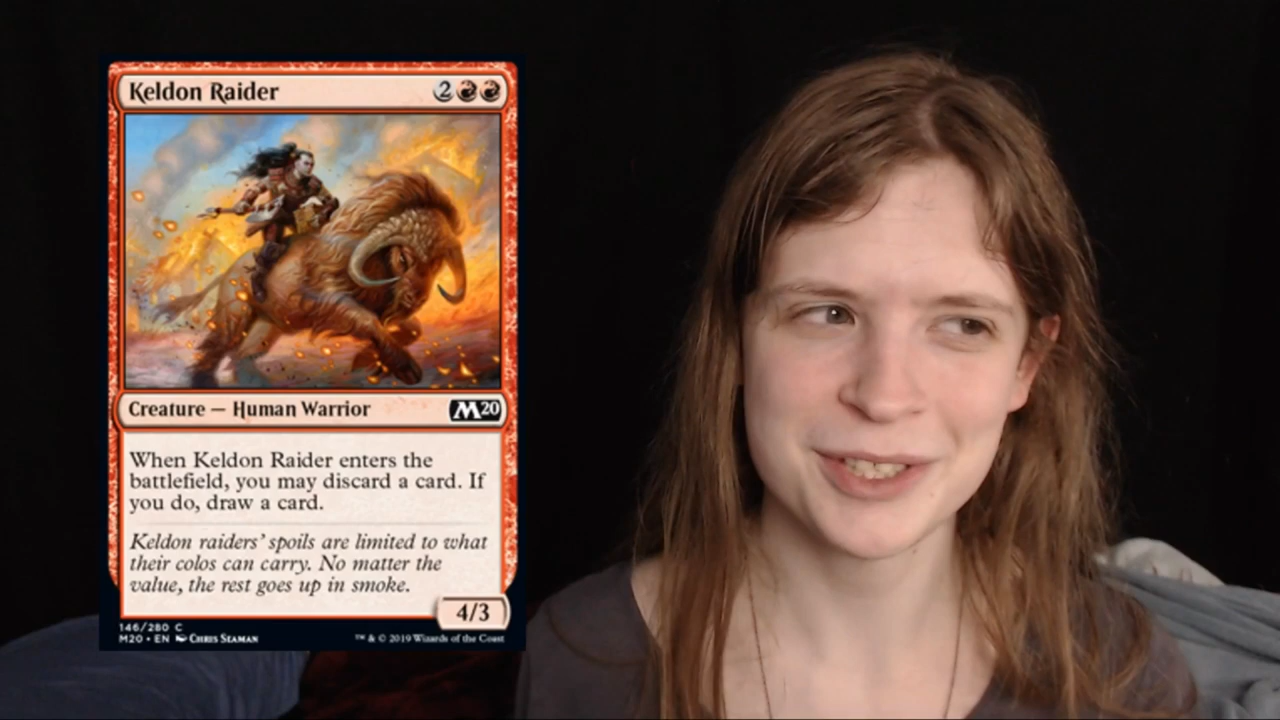 Keldon Raider 2
Creature — Human Warrior M20
When Keldon Raider enters the
battlefield, you may discard a card. If
you do, draw a card.
Keldon raiders’ spoils are limited to what
their colos can carry. No matter the
value, the rest goes up in smoke.
4/3
146/280 C
M20 • EN Chris Seaman ™ & © 2019 Wizards of the Coast